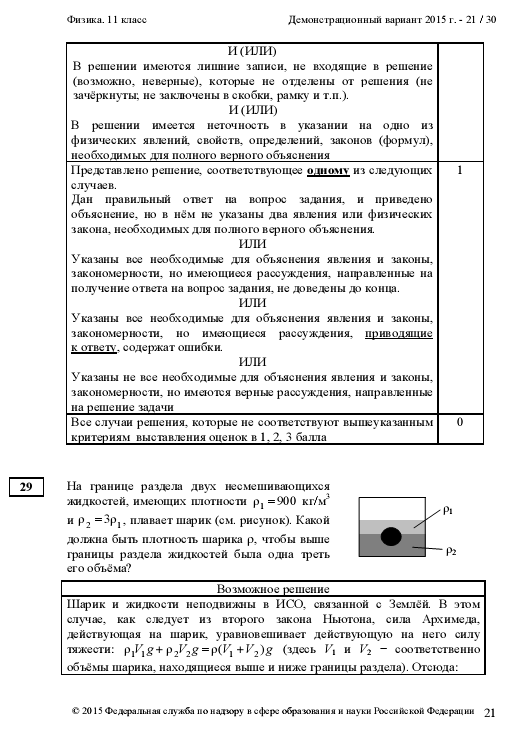 Физика. 11 класс Демонстрационный вариант 2015 г. - 21 / 30
И (ИЛИ)
В решении имеются лишние записи, не входящие в решение
(возможно, неверные), которые не отделены от решения (не
зачёркнуты; не заключены в скобки, рамку и т.п.).
И (ИЛИ)
В решении имеется неточность в указании на одно из
физических явлений, свойств, определений, законов (формул),
необходимых для полного верного объяснения
Представлено решение, соответствующее одному из следующих 1
случаев.
Дан правильный ответ на вопрос задания, и приведено
объяснение, но в нём не указаны два явления или физических
закона, необходимых для полного верного объяснения.
ИЛИ
Указаны все необходимые для объяснения явления и законы,
закономерности, но имеющиеся рассуждения, направленные на
получение ответа на вопрос задания, не доведены до конца.
ИЛИ
Указаны все необходимые для объяснения явления и законы,
закономерности, но имеющиеся рассуждения, приводящие
к ответу, содержат ошибки.
ИЛИ
Указаны не все необходимые для объяснения явления и законы,
закономерности, но имеются верные рассуждения, направленные
на решение задачи
Все случаи решения, которые не соответствуют вышеуказанным 0
критериям выставления оценок в 1, 2, 3 балла
29
На границе раздела двух несмешивающихся
жидкостей, имеющих плотности ρ₁ = 900 кг/м³
и ρ₂ = 3ρ₁, плавает шарик (см. рисунок). Какой
должна быть плотность шарика ρ, чтобы выше
границы раздела жидкостей была одна треть
его объёма?
ρ₁
ρ₂
Возможное решение
Шарик и жидкости неподвижны в ИСО, связанной с Землёй. В этом
случае, как следует из второго закона Ньютона, сила Архимеда,
действующая на шарик, уравновешивает действующую на него силу
тяжести: ρ₁V₁g + ρ₂V₂g = ρ(V₁ + V₂)g (здесь V₁ и V₂ − соответственно
объёмы шарика, находящиеся выше и ниже границы раздела). Отсюда:
© 2015 Федеральная служба по надзору в сфере образования и науки Российской Федерации 21